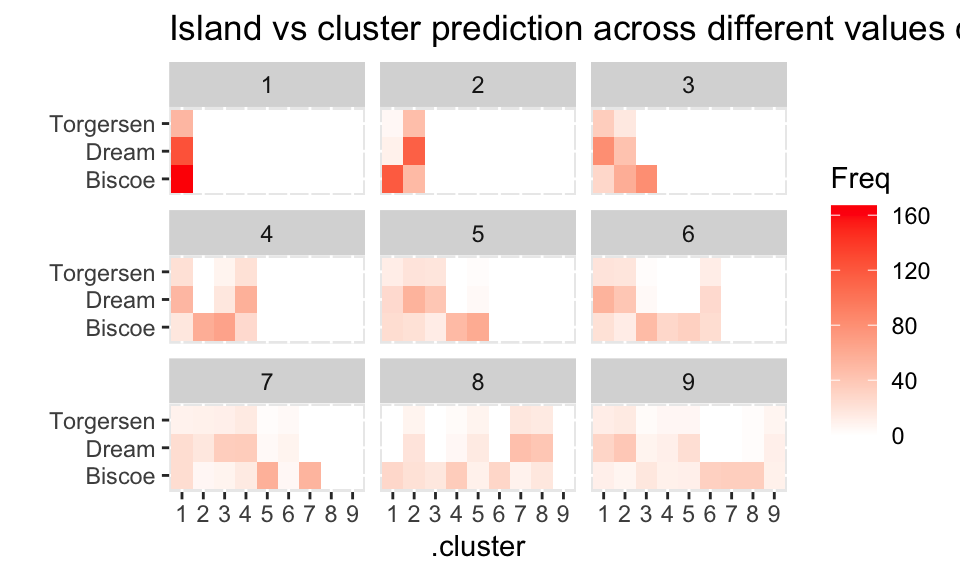 Island vs cluster prediction across different values
1 2 3
Torgersen
Dream
Biscoe
4 5 6
Torgersen
Dream
Biscoe
7 8 9
Torgersen
Dream
Biscoe
1 2 3 4 5 6 7 8 9 1 2 3 4 5 6 7 8 9 1 2 3 4 5 6 7 8 9
.cluster
Freq
160
120
80
40
0